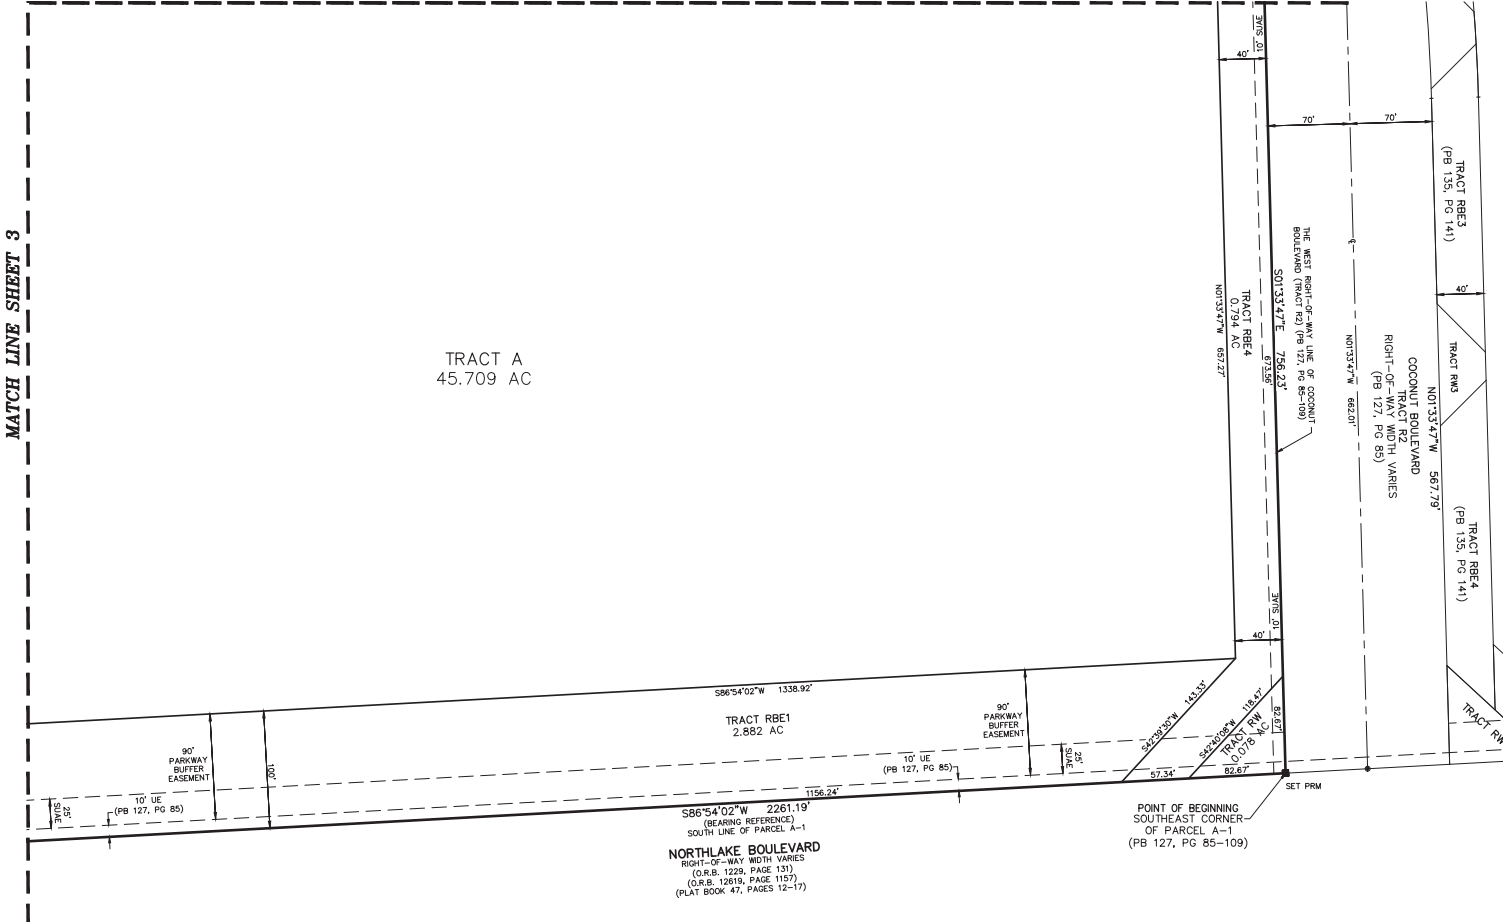 MATCH LINE SHEET 3
TRACT A
45.709 AC
10' SUAE
40'
70'
70'
TRACT RBE3
(PB 135, PG 141)
40'
TRACT RW3
TRACT RBE4
(PB 135, PG 141)
TRACT RW
N01°33'47"W 567.79'
COCONUT BOULEVARD
TRACT R2
RIGHT-OF-WAY WIDTH VARIES
(PB 127, PG 85)
N01°33'47"W 662.01'
THE WEST RIGHT-OF-WAY LINE OF COCONUT
BOULEVARD (TRACT R2) (PB 127, PG 85-109)
S01°33'47"E 756.23'
673.56'
TRACT RBE4
0.794 AC
N01°33'47"W 657.27'
10' SUAE
40'
S86°54'02"W 1338.92'
TRACT RBE1
2.882 AC
90'
PARKWAY
BUFFER
EASEMENT
100'
25'
SUAE
10' UE
(PB 127, PG 85)
90'
PARKWAY
BUFFER
EASEMENT
25'
SUAE
10' UE
(PB 127, PG 85)
S42°39'30"W 143.33'
S42°40'08"W 118.47'
TRACT RW
0.078 AC
82.67'
57.34'
82.67'
1156.24'
S86°54'02"W 2261.19'
(BEARING REFERENCE)
SOUTH LINE OF PARCEL A-1
NORTHLAKE BOULEVARD
RIGHT-OF-WAY WIDTH VARIES
(O.R.B. 1229, PAGE 131)
(O.R.B. 12619, PAGE 1157)
(PLAT BOOK 47, PAGES 12-17)
SET PRM
POINT OF BEGINNING
SOUTHEAST CORNER
OF PARCEL A-1
(PB 127, PG 85-109)